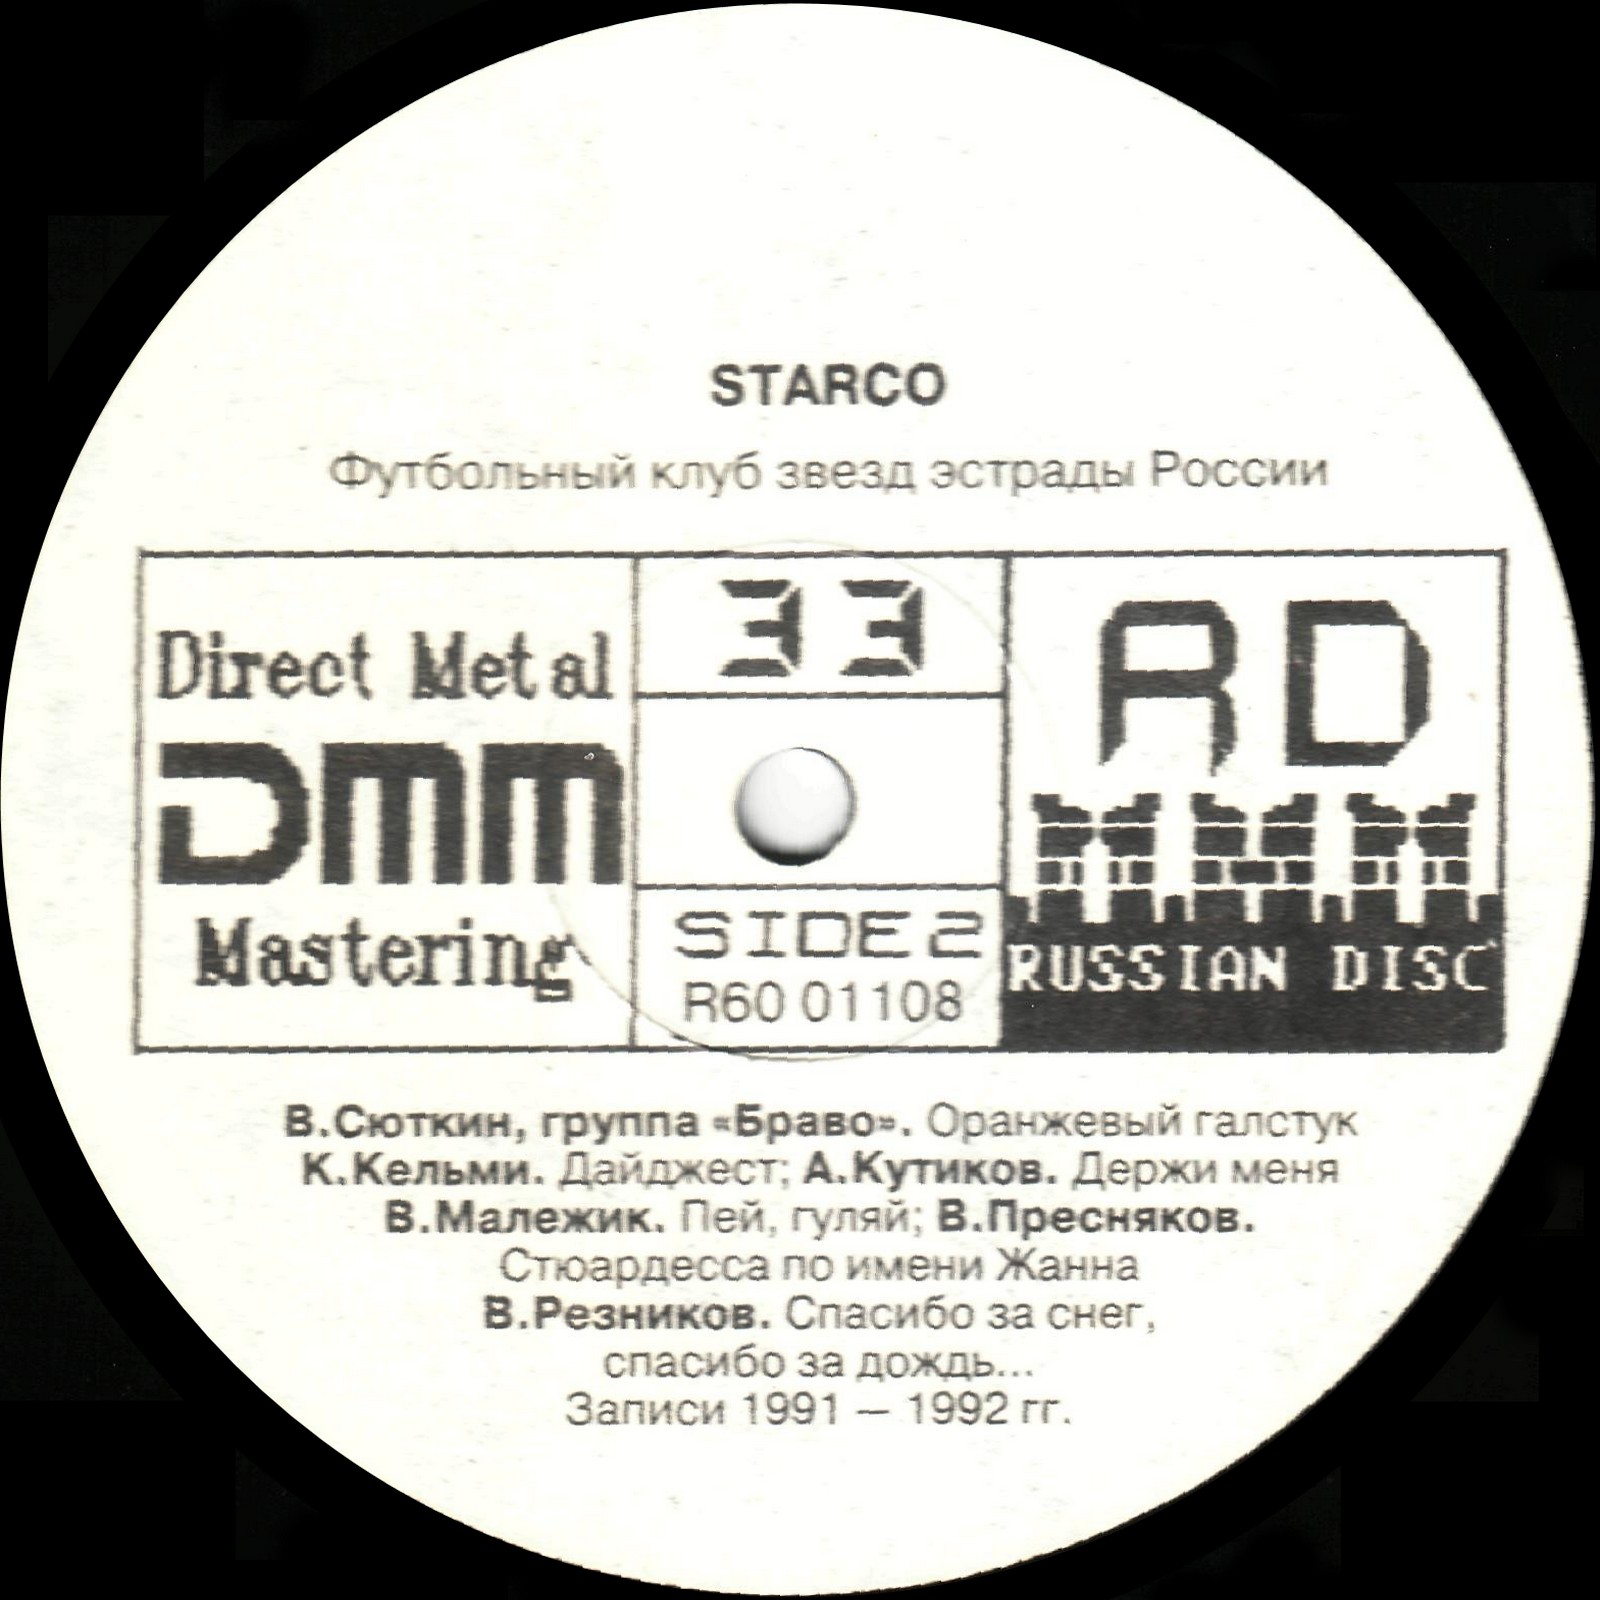 STARCO
Футбольный клуб звезд эстрады России
Direct Metal
DMM
Mastering
33
SIDE 2
R60 01108
RD
RUSSIAN DISC
В.Сюткин, группа «Браво». Оранжевый галстук
К.Кельми. Дайджест; А.Кутиков. Держи меня
В.Малежик. Пей, гуляй; В.Пресняков.
Стюардесса по имени Жанна
В.Резников. Спасибо за снег,
спасибо за дождь...
Записи 1991 – 1992 гг.